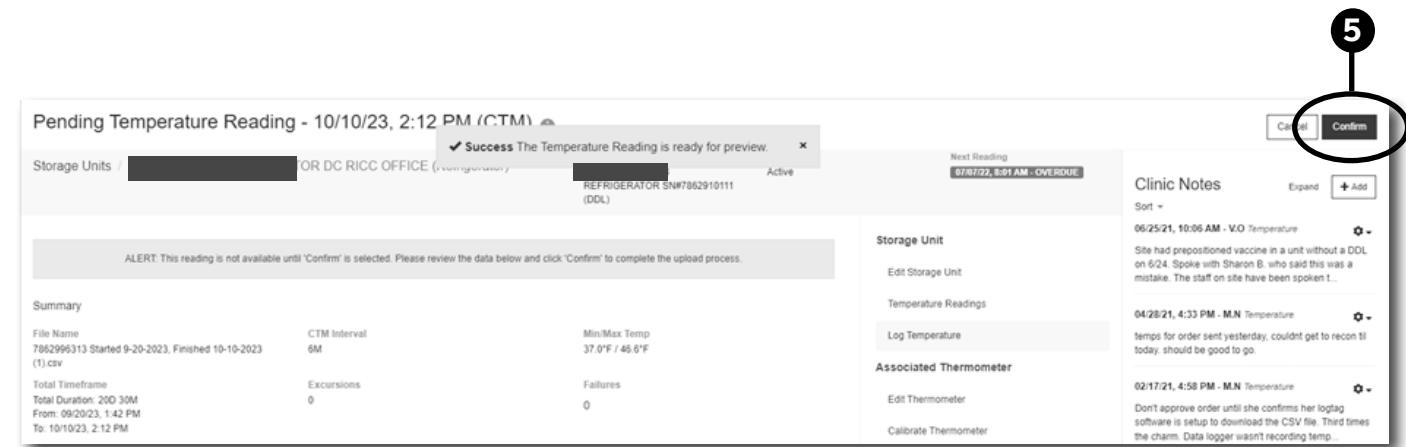 5
Pending Temperature Reading - 10/10/23, 2:12 PM (CTM)
Cancel
Confirm
✔ Success The Temperature Reading is ready for preview. ×
Storage Units /
TOR DC RICC OFFICE (Refrigerator)
REFRIGERATOR SN#7862910111
(DDL)
Active
Next Reading
07/07/22, 8:01 AM - OVERDUE
ALERT: This reading is not available until 'Confirm' is selected. Please review the data below and click 'Confirm' to complete the upload process.
Summary
File Name
7862996313 Started 9-20-2023, Finished 10-10-2023
(1).csv
CTM Interval
6M
Min/Max Temp
37.0°F / 46.6°F
Total Timeframe
Total Duration: 20D 30M
From: 09/20/23, 1:42 PM
To: 10/10/23, 2:12 PM
Excursions
0
Failures
0
Storage Unit
Edit Storage Unit
Temperature Readings
Log Temperature
Associated Thermometer
Edit Thermometer
Calibrate Thermometer
Clinic Notes
Expand
+ Add
Sort
06/25/21, 10:06 AM - V.O Temperature
Site had prepositioned vaccine in a unit without a DDL
on 6/24. Spoke with Sharon B. who said this was a
mistake. The staff on site have been spoken t...
04/28/21, 4:33 PM - M.N Temperature
temps for order sent yesterday, couldnt get to recon til
today. should be good to go.
02/17/21, 4:58 PM - M.N Temperature
Don't approve order until she confirms her logtag
software is setup to download the CSV file. Third times
the charm. Data logger wasn't recording temp...